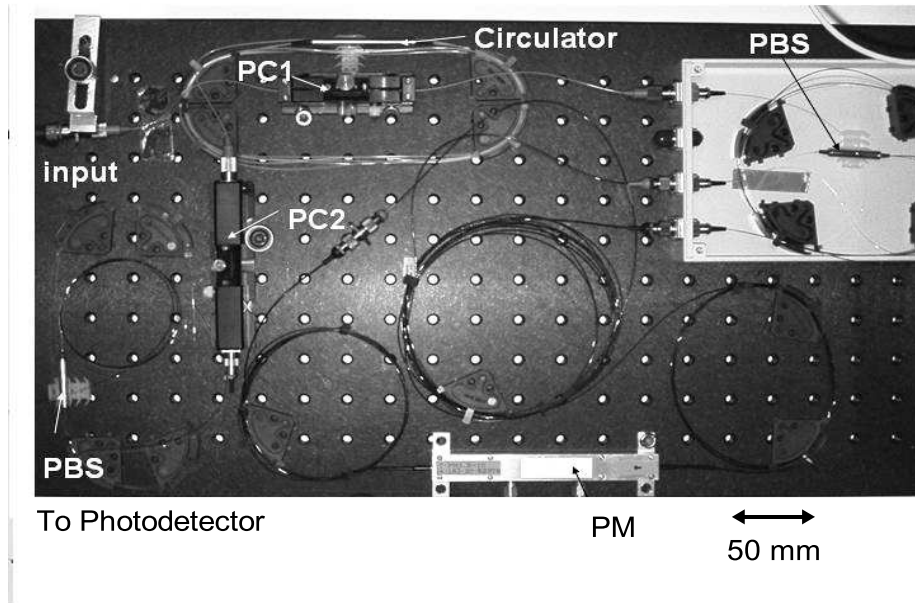 Circulator
PBS
PC1
input
PC2
PBS
To Photodetector
PM
50 mm